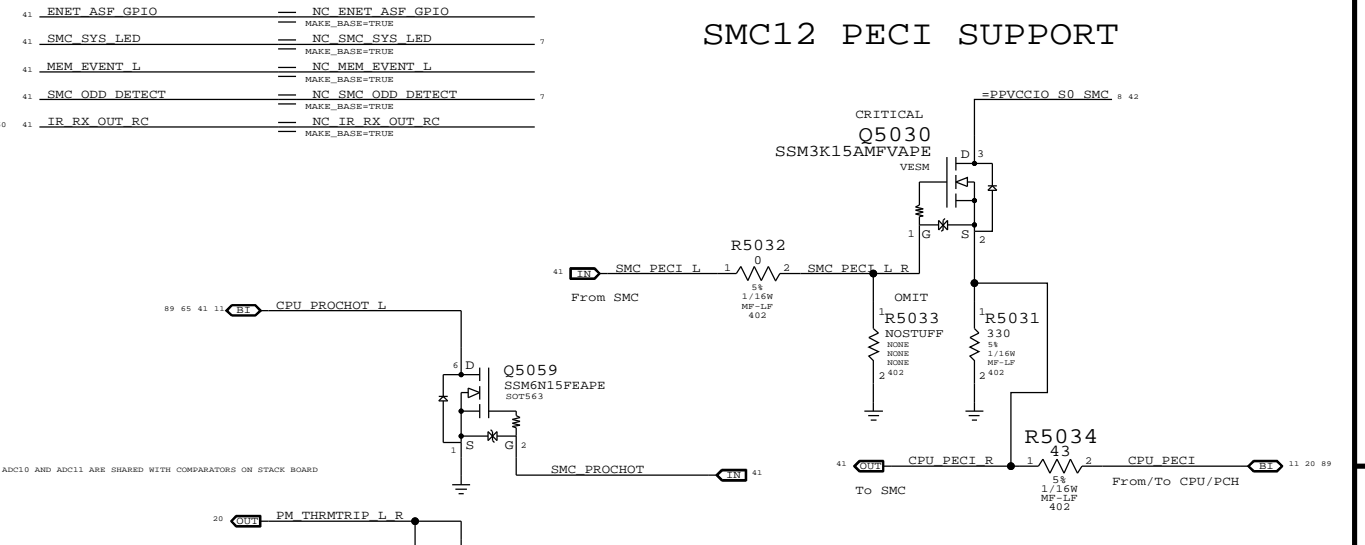 41 ENET_ASF_GPIO NC_ENET_ASF_GPIO
MAKE_BASE=TRUE
41 SMC_SYS_LED NC_SMC_SYS_LED 7
MAKE_BASE=TRUE
41 MEM_EVENT_L NC_MEM_EVENT_L
MAKE_BASE=TRUE
41 SMC_ODD_DETECT NC_SMC_ODD_DETECT 7
MAKE_BASE=TRUE
41 IR_RX_OUT_RC NC_IR_RX_OUT_RC
MAKE_BASE=TRUE
SMC12 PECI SUPPORT
=PPVCCIO_S0_SMC 8 42
CRITICAL
Q5030
SSM3K15AMFVAPE
VESM
D 3
1 G S 2
R5032
0
41 IN SMC_PECI_L 1 2 SMC_PECI_L_R
From SMC
5%
1/16W
MF-LF
402
OMIT
1
R5033
NOSTUFF
NONE
NONE
NONE
2 402
1
R5031
330
5%
1/16W
MF-LF
2 402
89 65 41 11 BI CPU_PROCHOT_L
6 D
Q5059
SSM6N15FEAPE
SOT563
1 S G 2
SMC_PROCHOT IN 41
ADC10 AND ADC11 ARE SHARED WITH COMPARATORS ON STACK BOARD
R5034
43
41 OUT CPU_PECI_R 1 2 CPU_PECI BI 11 20 89
To SMC
From/To CPU/PCH
5%
1/16W
MF-LF
402
20 OUT PM_THRMTRIP_L_R